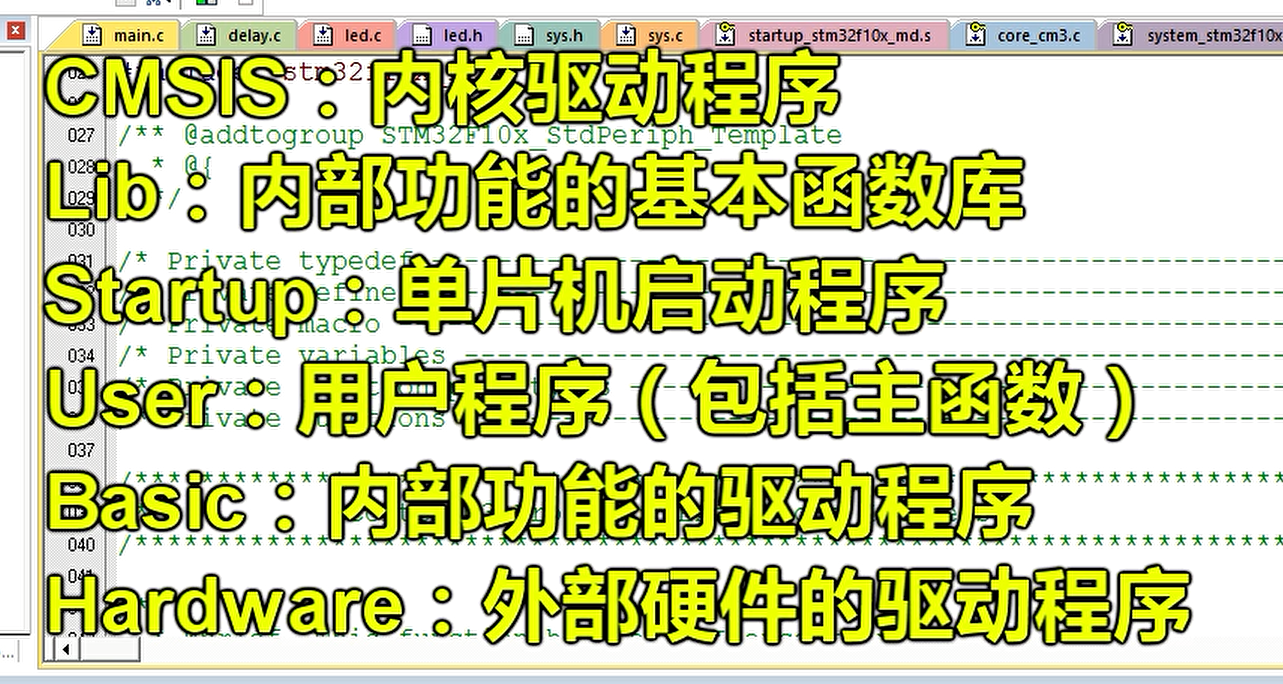 main.c delay.c led.c led.h sys.h sys.c startup_stm32f10x_md.s core_cm3.c system_stm32f10x
CMSIS：内核驱动程序
027 /** @addtogroup STM32F10x_StdPeriph_Template
028 * @{
Lib：内部功能的基本函数库
029 */
030
031 /* Private typedef
Startup：单片机启动程序
033 Private macro
034 /* Private variables
User：用户程序（包括主函数）
037
Basic：内部功能的驱动程序
040 /****************************************
041
Hardware：外部硬件的驱动程序